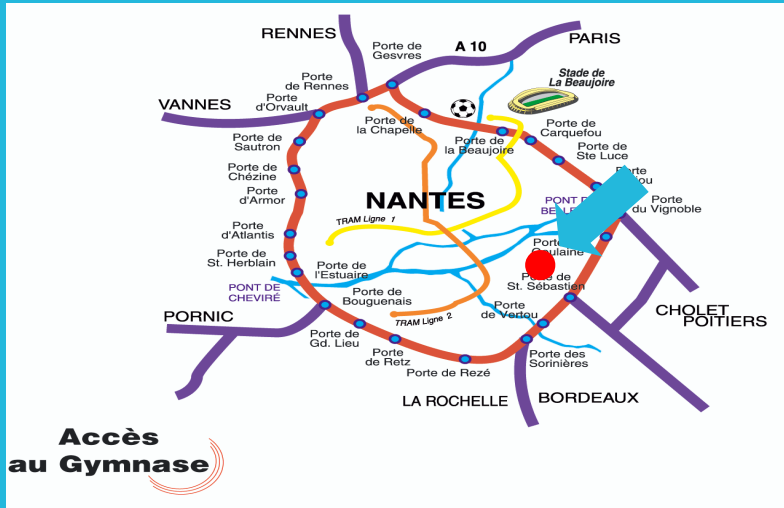 RENNES
Porte de
Gesvres
A 10
PARIS
Stade de
La Beaujoire
Porte
de Rennes
VANNES
Porte
d'Orvault
Porte de
la Chapelle
Porte de
Carquefou
Porte de
Sautron
Porte de
la Beaujoire
Porte de
Ste Luce
Porte de
Chézine
Porte
d'Armor
NANTES
Porte
du Vignoble
TRAM Ligne 1
Porte
d'Atlantis
Porte de
St. Herblain
Porte de
l'Estuaire
PONT DE
CHEVIRÉ
Porte de
Bouguenais
de
St. Sébastien
Porte
de Vertou
PORNIC
TRAM Ligne 2
CHOLET
POITIERS
Porte de
Gd. Lieu
Porte
de Retz
Porte de Rezé
Porte des
Sorinières
LA ROCHELLE
BORDEAUX
Accès
au Gymnase